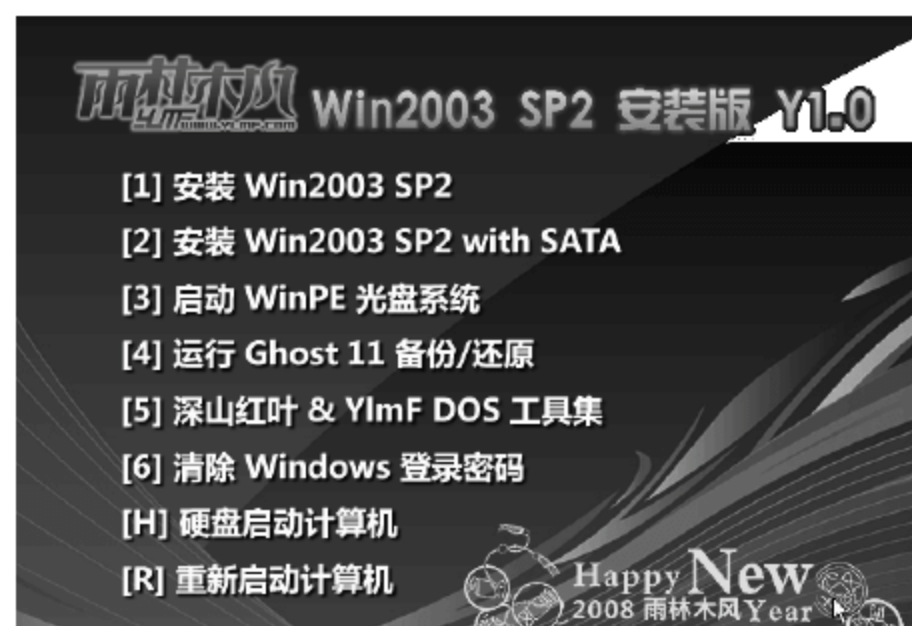 雨林木风 Win2003 SP2 安装版 Y1.0
YLMF www.YLMF.com
[1] 安装 Win2003 SP2
[2] 安装 Win2003 SP2 with SATA
[3] 启动 WinPE 光盘系统
[4] 运行 Ghost 11 备份/还原
[5] 深山红叶 & YlmF DOS 工具集
[6] 清除 Windows 登录密码
[H] 硬盘启动计算机
[R] 重新启动计算机
Happy New
2008 雨林木风 Year